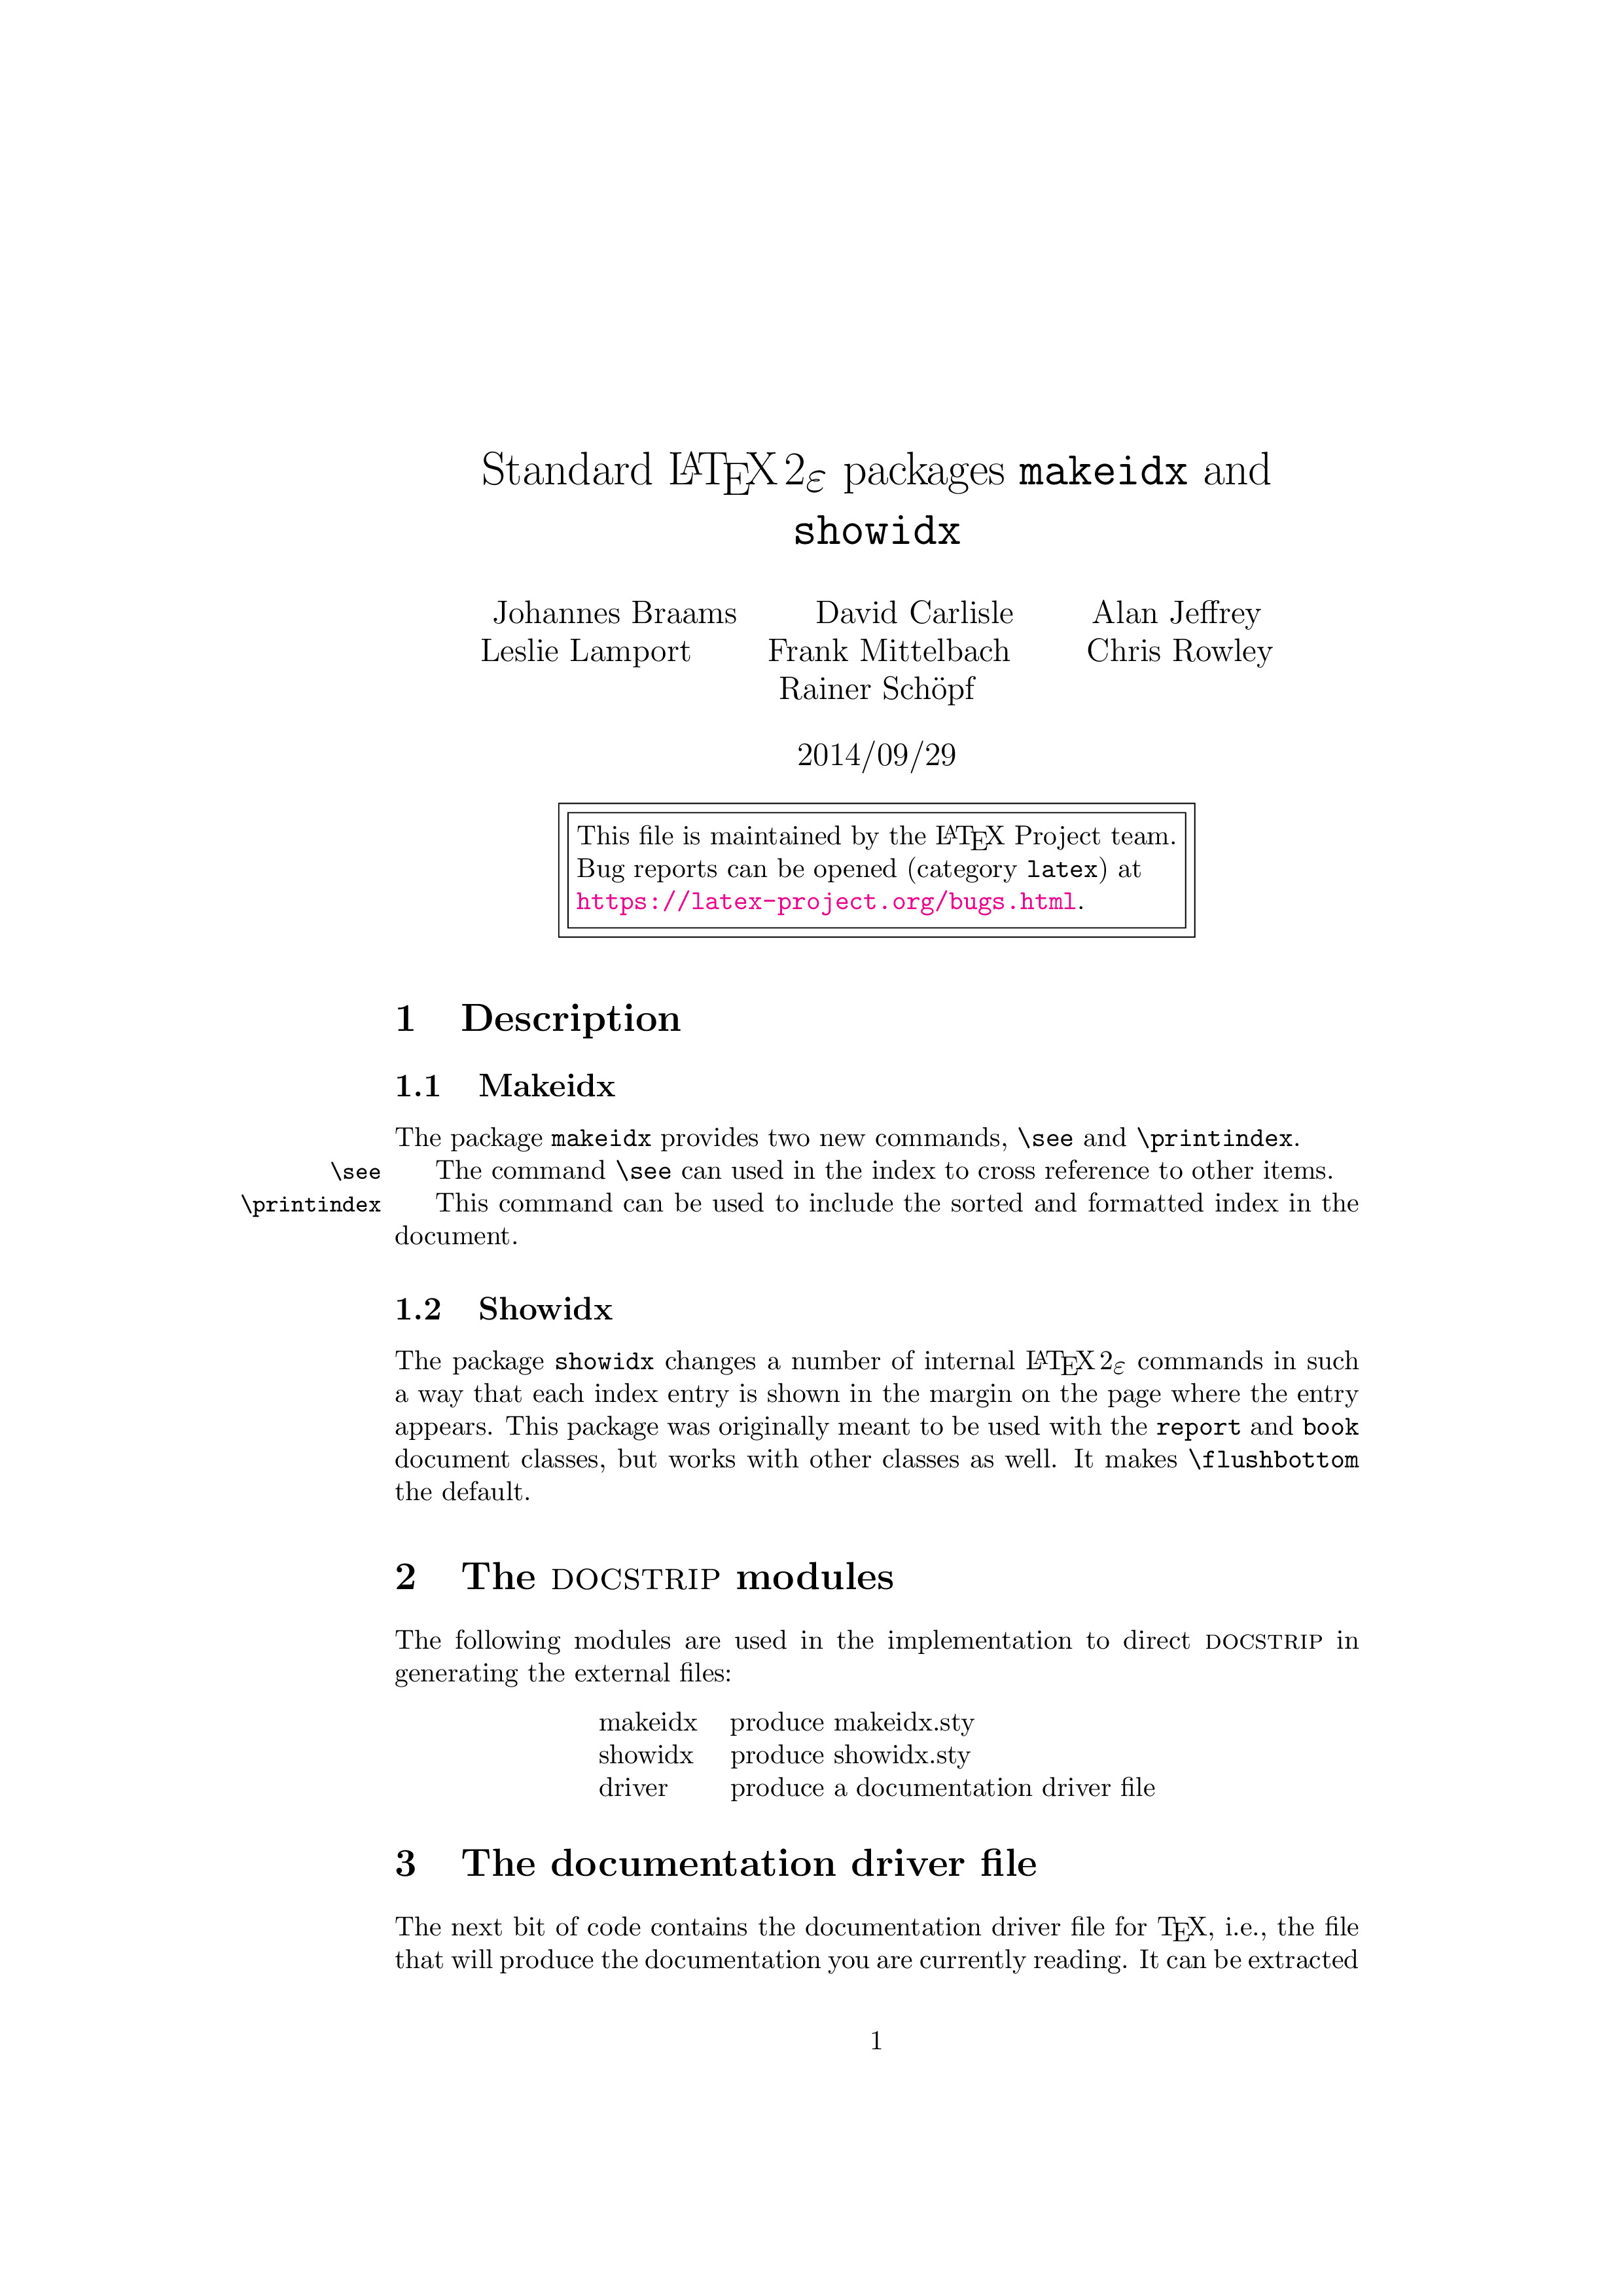 Standard LATEX 2ε packages makeidx and
showidx
Johannes Braams David Carlisle Alan Jeffrey
Leslie Lamport Frank Mittelbach Chris Rowley
Rainer Schöpf
2014/09/29
This file is maintained by the LATEX Project team.
Bug reports can be opened (category latex) at
https://latex-project.org/bugs.html.
1 Description
1.1 Makeidx
The package makeidx provides two new commands, \see and \printindex.
\see The command \see can used in the index to cross reference to other items.
\printindex This command can be used to include the sorted and formatted index in the
document.
1.2 Showidx
The package showidx changes a number of internal LATEX 2ε commands in such
a way that each index entry is shown in the margin on the page where the entry
appears. This package was originally meant to be used with the report and book
document classes, but works with other classes as well. It makes \flushbottom
the default.
2 The DOCSTRIP modules
The following modules are used in the implementation to direct DOCSTRIP in
generating the external files:
makeidx produce makeidx.sty
showidx produce showidx.sty
driver produce a documentation driver file
3 The documentation driver file
The next bit of code contains the documentation driver file for TEX, i.e., the file
that will produce the documentation you are currently reading. It can be extracted
1